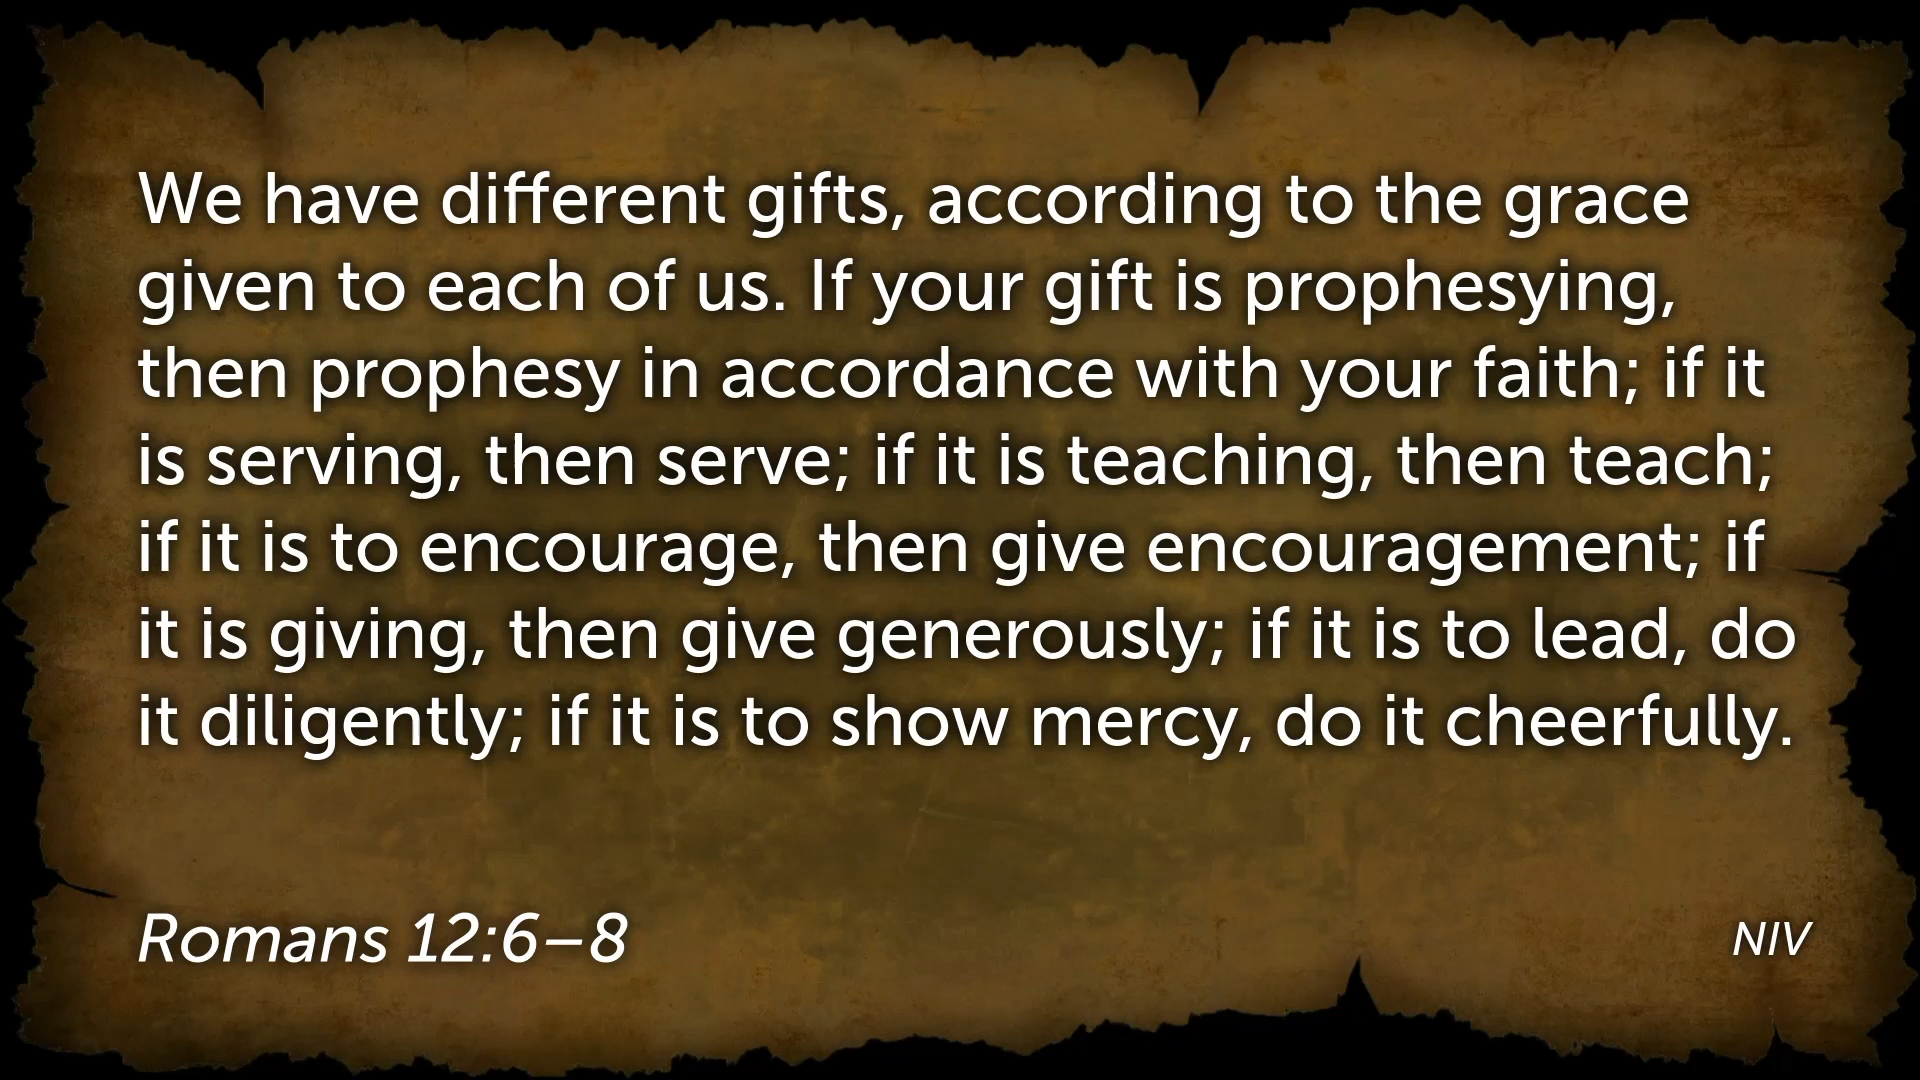 We have different gifts, according to the grace
given to each of us. If your gift is prophesying,
then prophesy in accordance with your faith; if it
is serving, then serve; if it is teaching, then teach;
if it is to encourage, then give encouragement; if
it is giving, then give generously; if it is to lead, do
it diligently; if it is to show mercy, do it cheerfully.
Romans 12:6–8
NIV